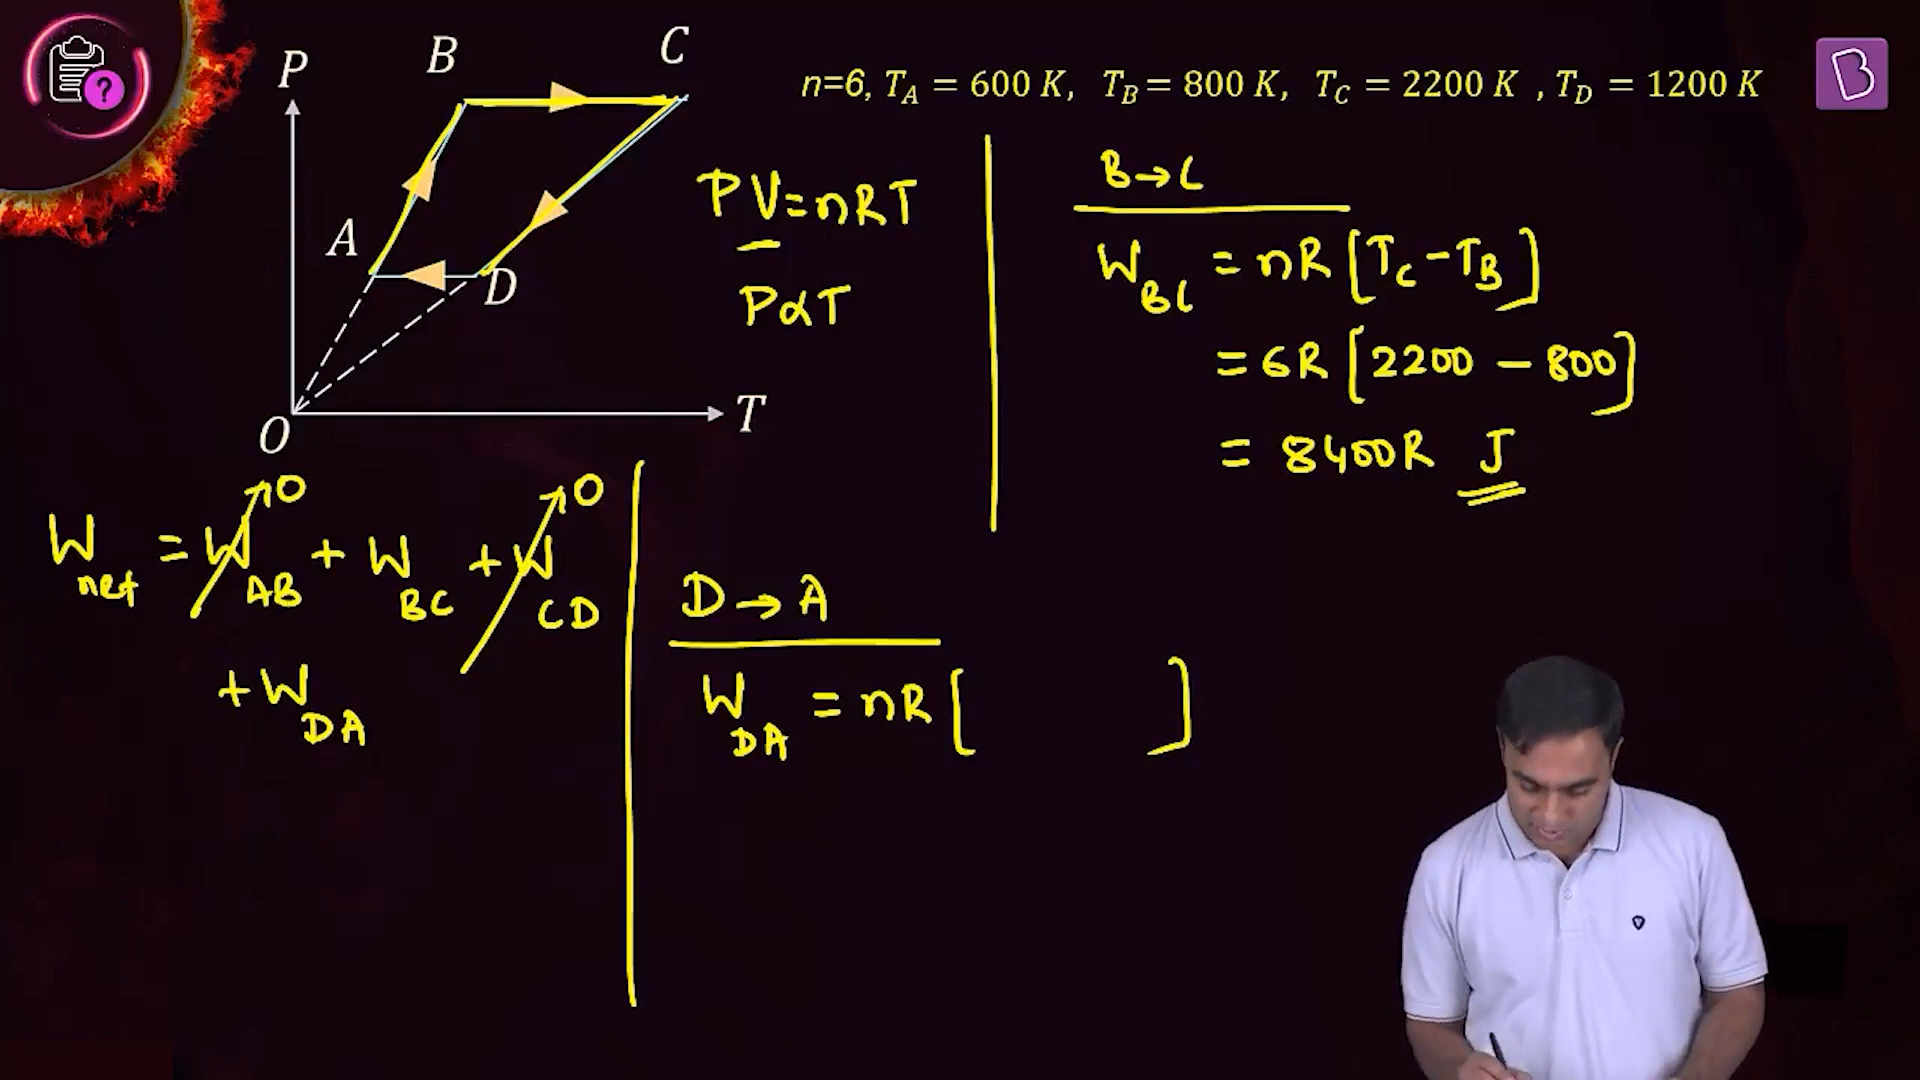 P
B
C
A
D
O
T
n=6, T_A = 600 K, T_B = 800 K, T_C = 2200 K , T_D = 1200 K
PV=nRT
P∝T
B→C
W_BC = nR[T_C-T_B]
= 6R[2200 - 800]
= 8400R J
0 0
W_net = W_AB + W_BC + W_CD
+ W_DA
D→A
W_DA = nR[ ]
?
B